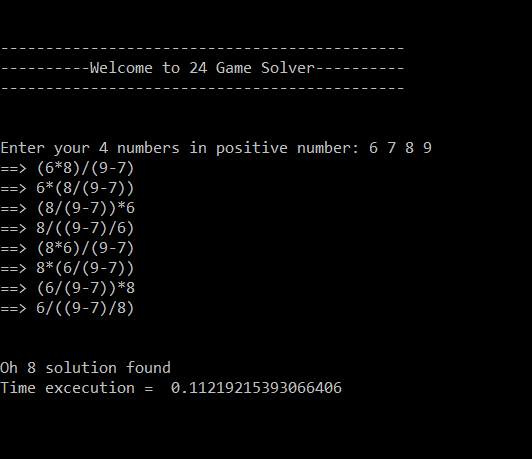 ---------------------------------------------
----------Welcome to 24 Game Solver----------
---------------------------------------------
Enter your 4 numbers in positive number: 6 7 8 9
==> (6*8)/(9-7)
==> 6*(8/(9-7))
==> (8/(9-7))*6
==> 8/((9-7)/6)
==> (8*6)/(9-7)
==> 8*(6/(9-7))
==> (6/(9-7))*8
==> 6/((9-7)/8)
Oh 8 solution found
Time excecution =  0.11219215393066406